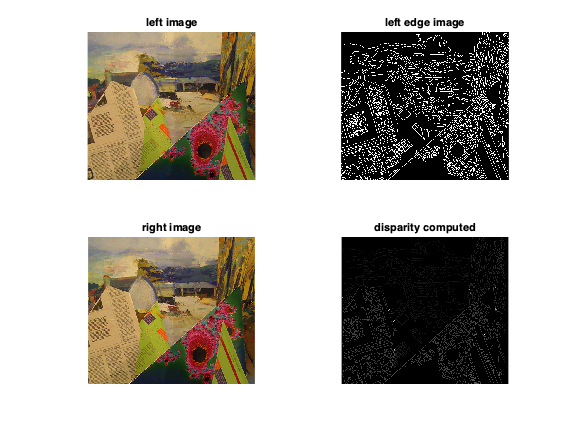 left image
left edge image
right image
disparity computed